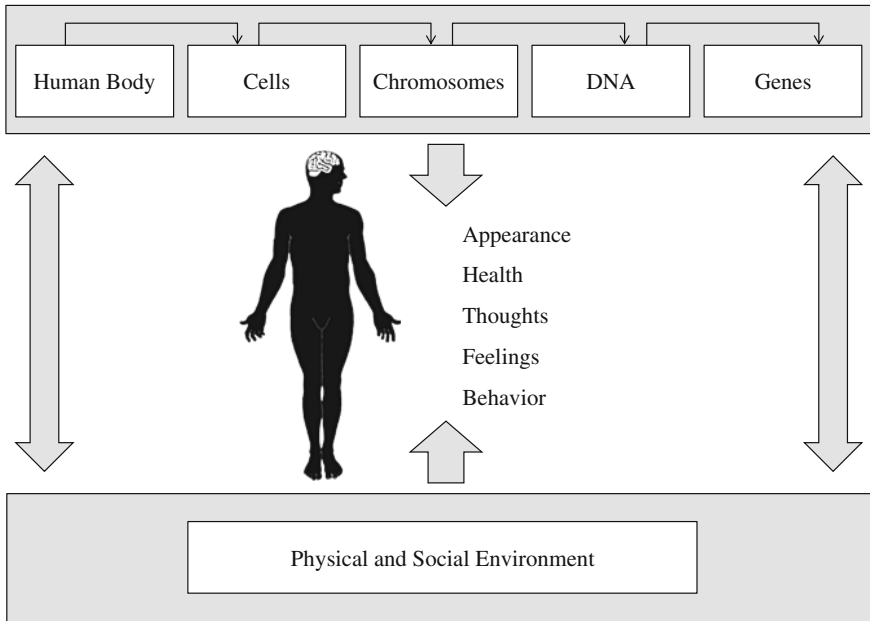 Human Body
Cells
Chromosomes
DNA
Genes
Appearance
Health
Thoughts
Feelings
Behavior
Physical and Social Environment